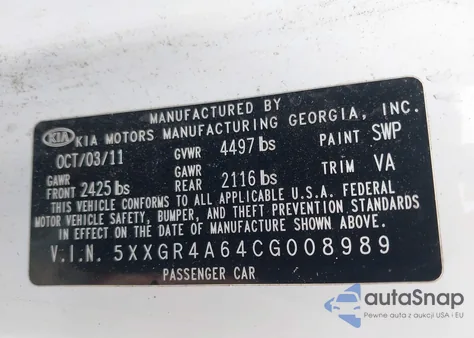 MANUFACTURED BY
KIA KIA MOTORS MANUFACTURING GEORGIA, INC.
OCT/03/11 GVWR 4497 lbs PAINT SWP
GAWR FRONT 2425 lbs GAWR REAR 2116 lbs TRIM VA
THIS VEHICLE CONFORMS TO ALL APPLICABLE U.S.A. FEDERAL
MOTOR VEHICLE SAFETY, BUMPER, AND THEFT PREVENTION STANDARDS
IN EFFECT ON THE DATE OF MANUFACTURE SHOWN ABOVE.
V.I.N. 5XXGR4A64CG008989
PASSENGER CAR
autoSnap
Pewne auta z aukcji USA i EU